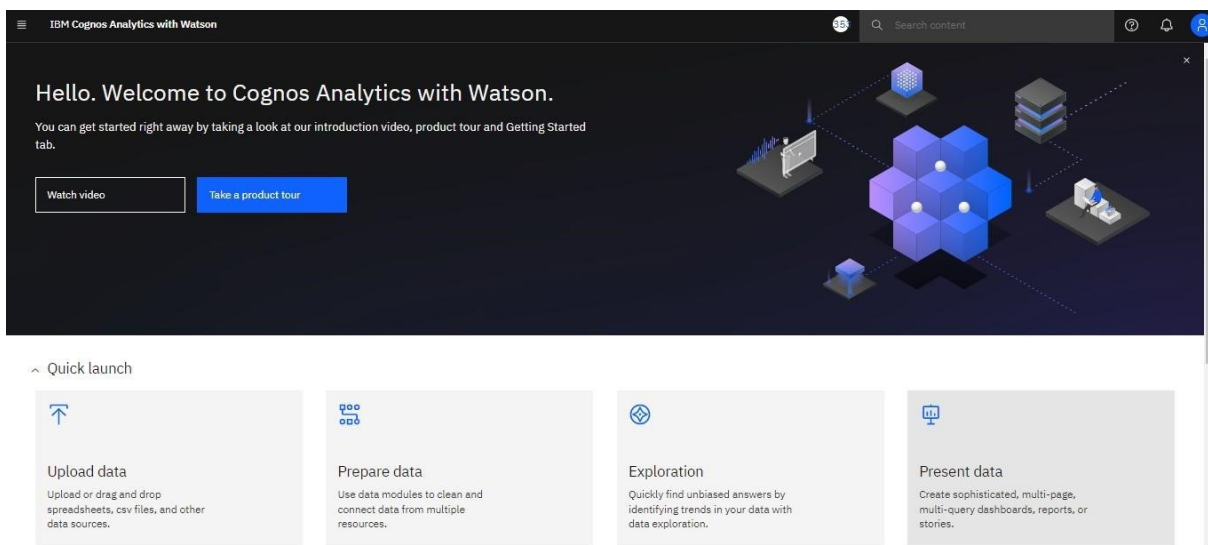 IBM Cognos Analytics with Watson
35
Search content
Hello. Welcome to Cognos Analytics with Watson.
You can get started right away by taking a look at our introduction video, product tour and Getting Started
tab.
Watch video
Take a product tour
Quick launch
Upload data
Upload or drag and drop
spreadsheets, csv files, and other
data sources.
Prepare data
Use data modules to clean and
connect data from multiple
resources.
Exploration
Quickly find unbiased answers by
identifying trends in your data with
data exploration.
Present data
Create sophisticated, multi-page,
multi-query dashboards, reports, or
stories.